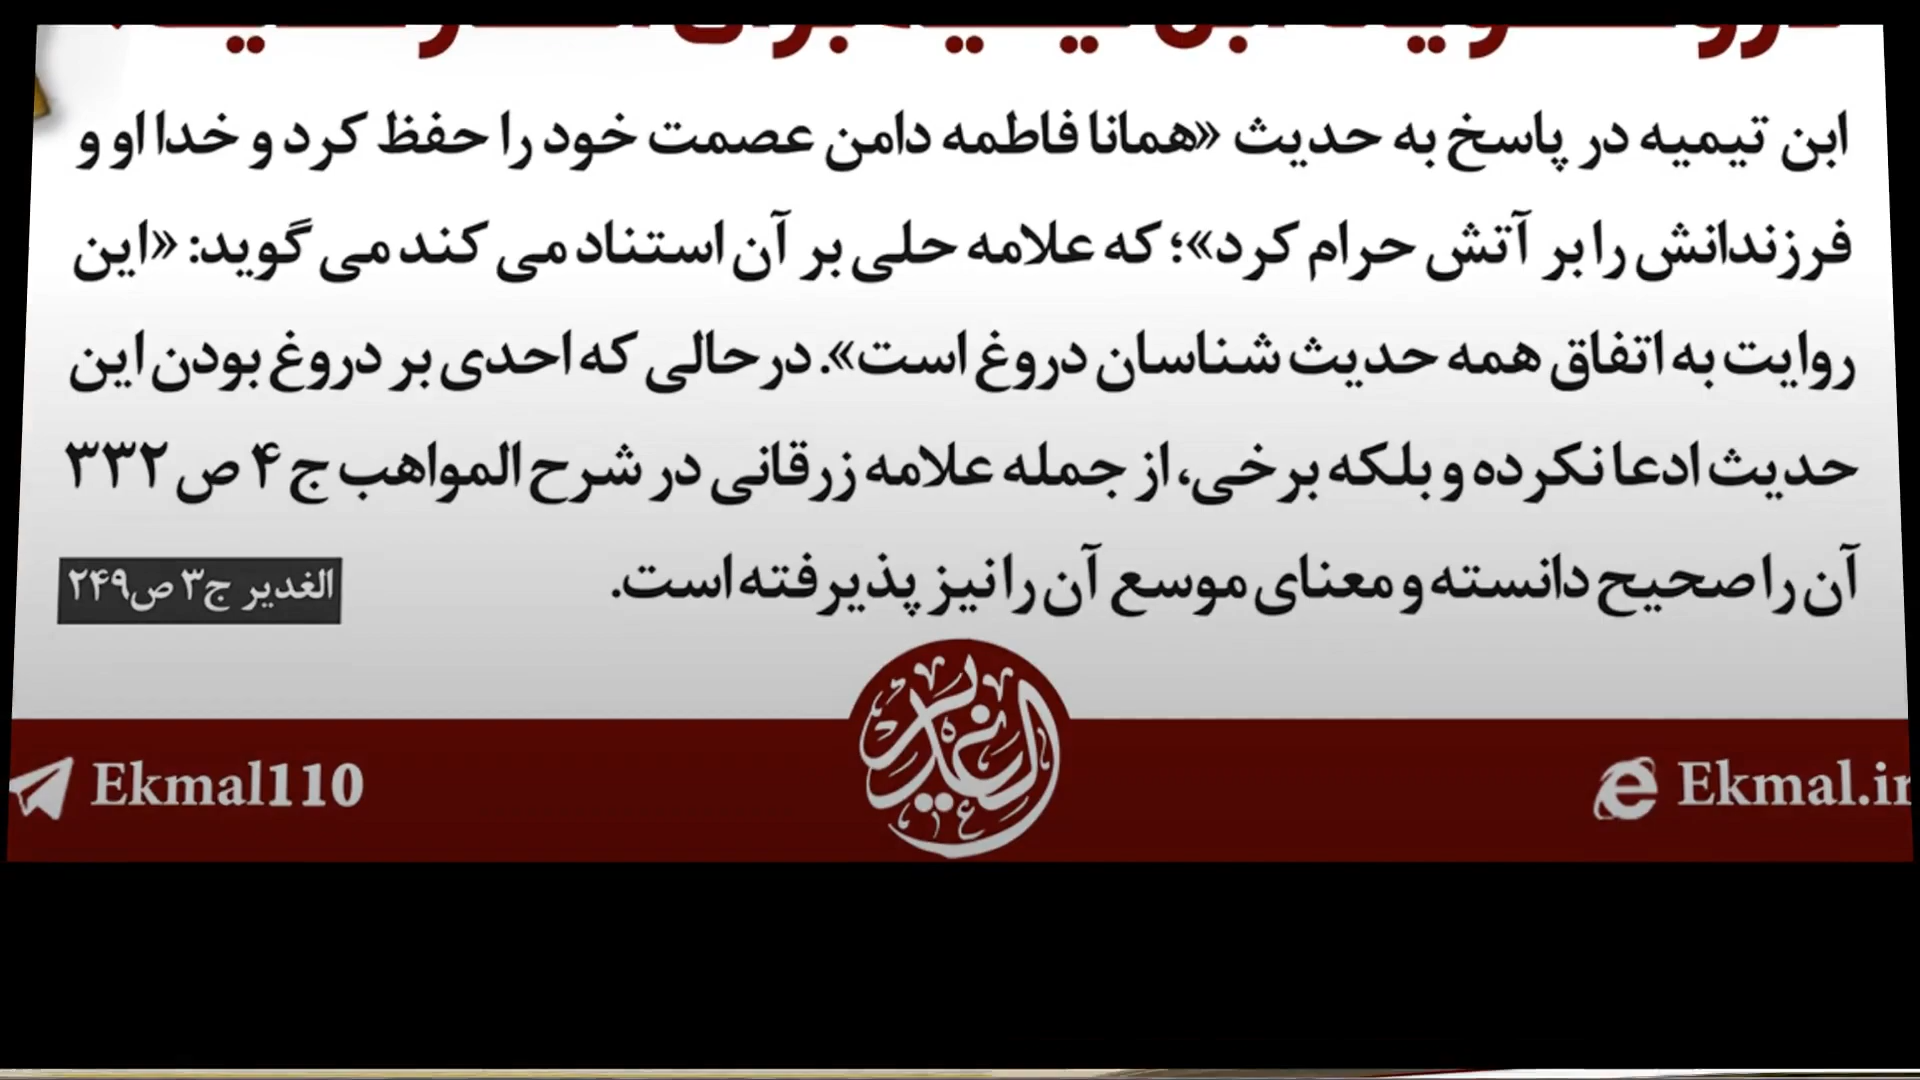 ابن تیمیه در پاسخ به حدیث «همانا فاطمه دامن عصمت خود را حفظ کرد و خدا او و
فرزندانش را بر آتش حرام کرد»؛ که علامه حلی بر آن استناد می کند می گوید: «این
روایت به اتفاق همه حدیث شناسان دروغ است». در حالی که احدی بر دروغ بودن این
حدیث ادعا نکرده و بلکه برخی، از جمله علامه زرقانی در شرح المواهب ج ۴ ص ۳۳۲
آن را صحیح دانسته و معنای موسع آن را نیز پذیرفته است.
الغدیر ج۳ ص۲۴۹
الغدیر
Ekmal.ir
Ekmal110